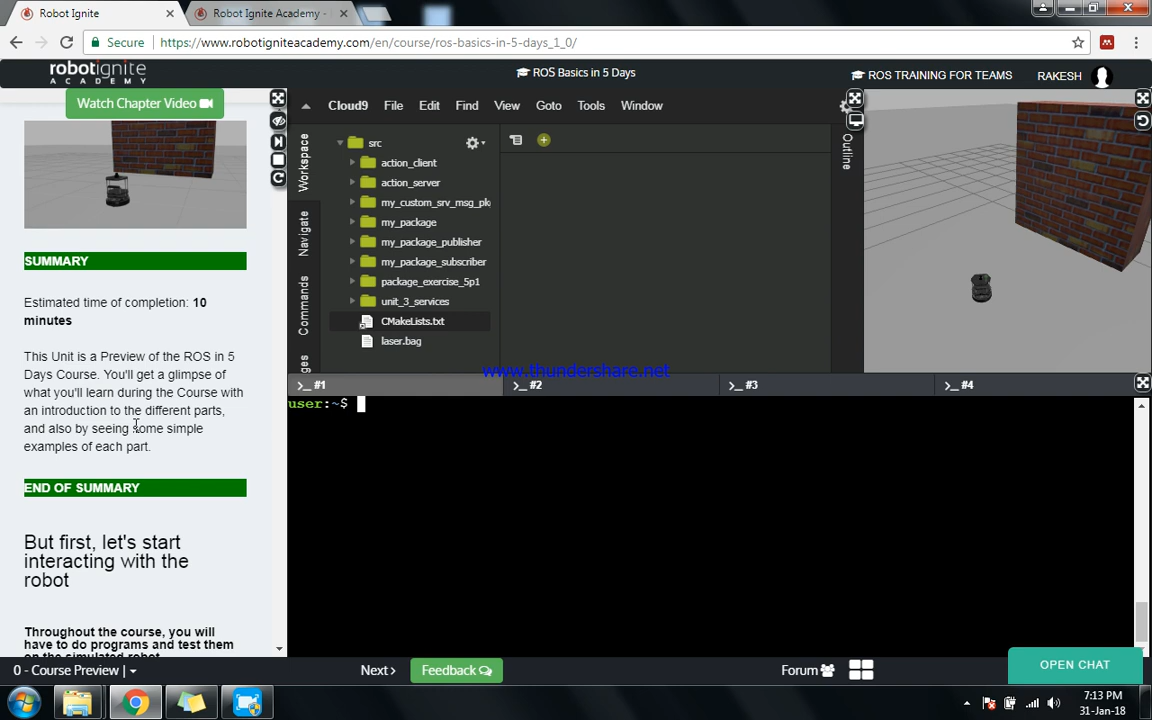 Robot Ignite
Robot Ignite Academy -
Secure
https://www.robotigniteacademy.com/en/course/ros-basics-in-5-days_1_0/
robotignite
ACADEMY
ROS Basics in 5 Days
ROS TRAINING FOR TEAMS
RAKESH
Watch Chapter Video
SUMMARY
Estimated time of completion: 10
minutes
This Unit is a Preview of the ROS in 5
Days Course. You'll get a glimpse of
what you'll learn during the Course with
an introduction to the different parts,
and also by seeing some simple
examples of each part.
END OF SUMMARY
But first, let's start
interacting with the
robot
Throughout the course, you will
have to do programs and test them
on the simulated robot
Cloud9 File Edit Find View Goto Tools Window
Workspace
Navigate
Commands
src
action_client
action_server
my_custom_srv_msg_pk
my_package
my_package_publisher
my_package_subscriber
package_exercise_5p1
unit_3_services
CMakeLists.txt
laser.bag
Outline
www.thundershare.net
>_ #1
>_ #2
>_ #3
>_ #4
user:~$
0 - Course Preview |
Next
Feedback
Forum
OPEN CHAT
7:13 PM
31-Jan-18